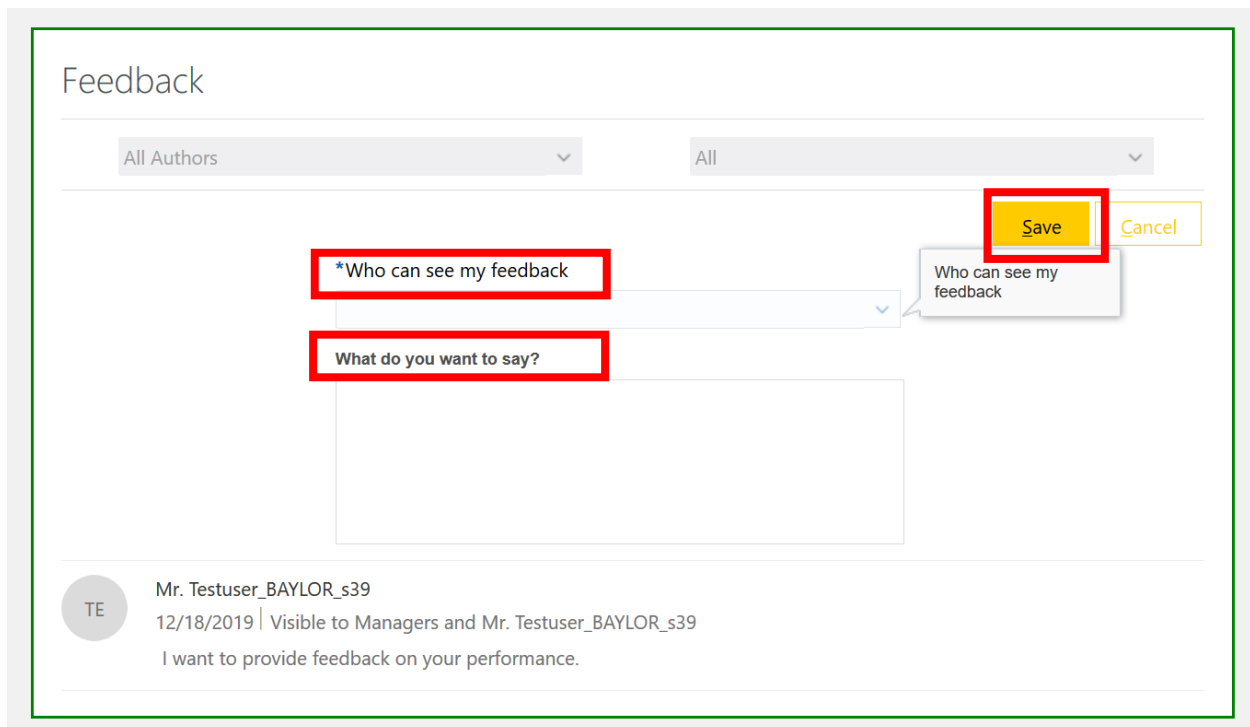 Feedback
All Authors
All
Save
Cancel
*Who can see my feedback
Who can see my
feedback
What do you want to say?
TE
Mr. Testuser_BAYLOR_s39
12/18/2019 | Visible to Managers and Mr. Testuser_BAYLOR_s39
I want to provide feedback on your performance.